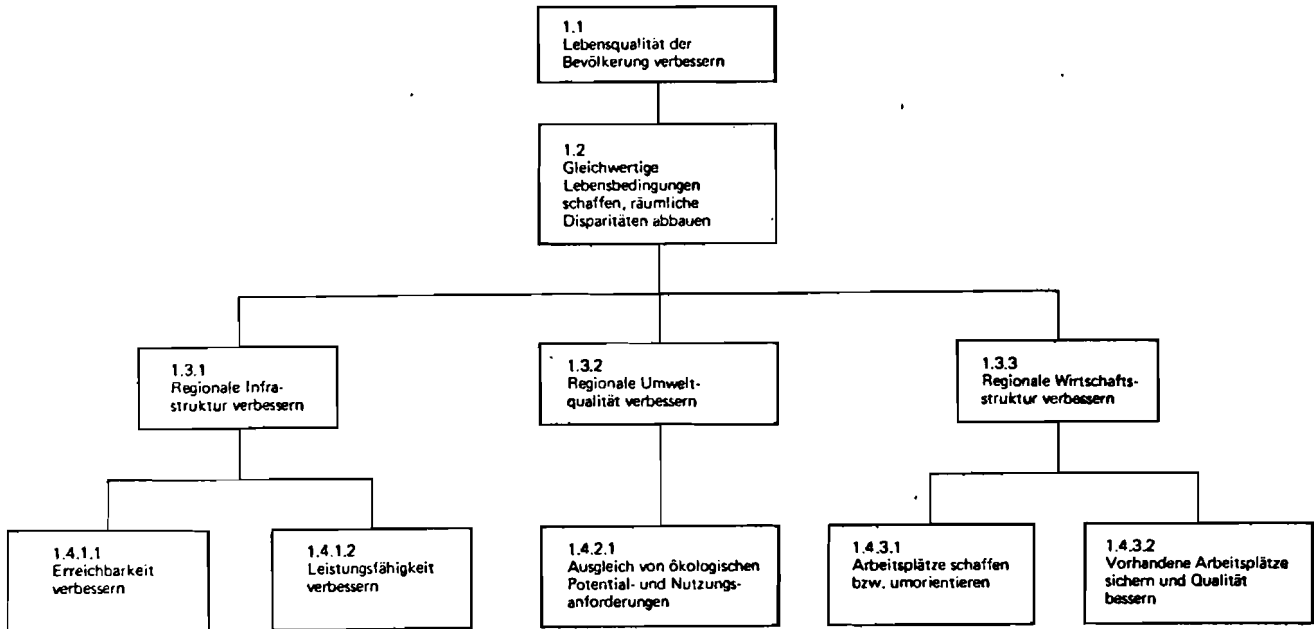 1.1
Lebensqualität der
Bevölkerung verbessern
1.2
Gleichwertige
Lebensbedingungen
schaffen, räumliche
Disparitäten abbauen
1.3.1
Regionale Infra-
struktur verbessern
1.3.2
Regionale Umwelt-
qualität verbessern
1.3.3
Regionale Wirtschafts-
struktur verbessern
1.4.1.1
Erreichbarkeit
verbessern
1.4.1.2
Leistungsfähigkeit
verbessern
1.4.2.1
Ausgleich von ökologischen
Potential- und Nutzungs-
anforderungen
1.4.3.1
Arbeitsplätze schaffen
bzw. umorientieren
1.4.3.2
Vorhandene Arbeitsplätze
sichern und Qualität
bessern